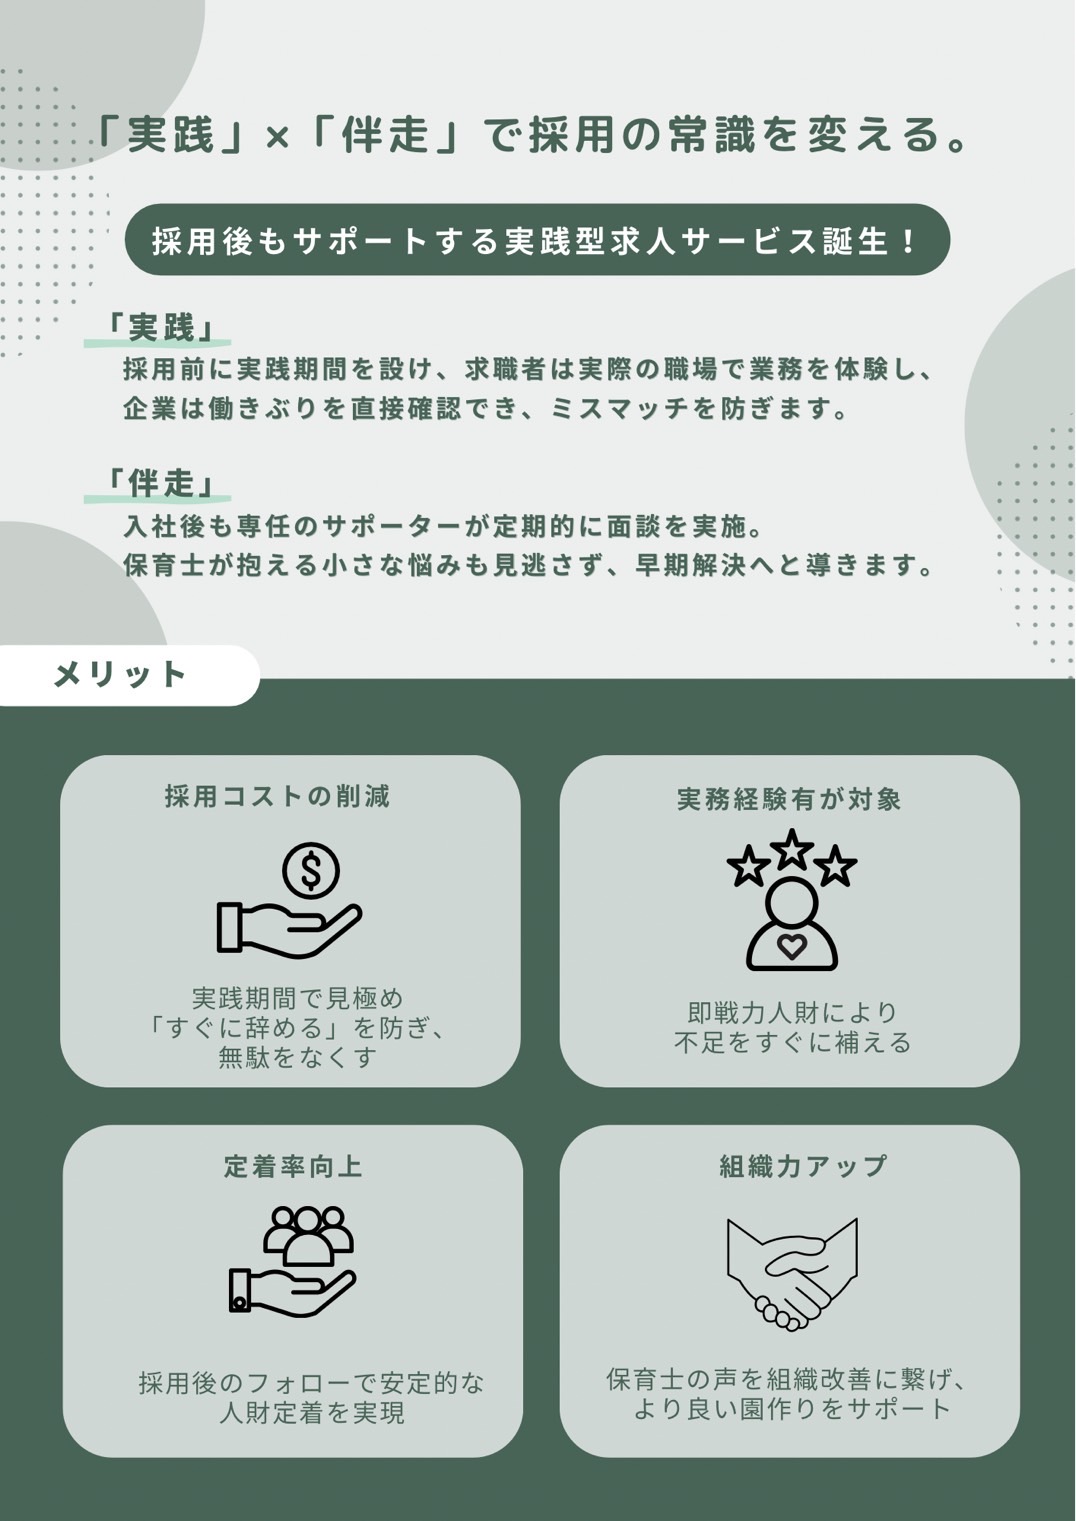 「実践」×「伴走」で採用の常識を変える。
採用後もサポートする実践型求人サービス誕生！
「実践」
採用前に実践期間を設け、求職者は実際の職場で業務を体験し、
企業は働きぶりを直接確認でき、ミスマッチを防ぎます。
「伴走」
入社後も専任のサポーターが定期的に面談を実施。
保育士が抱える小さな悩みも見逃さず、早期解決へと導きます。
メリット
採用コストの削減
$
実践期間で見極め
「すぐに辞める」を防ぎ、
無駄をなくす
実務経験有が対象
即戦力人財により
不足をすぐに補える
定着率向上
採用後のフォローで安定的な
人財定着を実現
組織力アップ
保育士の声を組織改善に繋げ、
より良い園作りをサポート